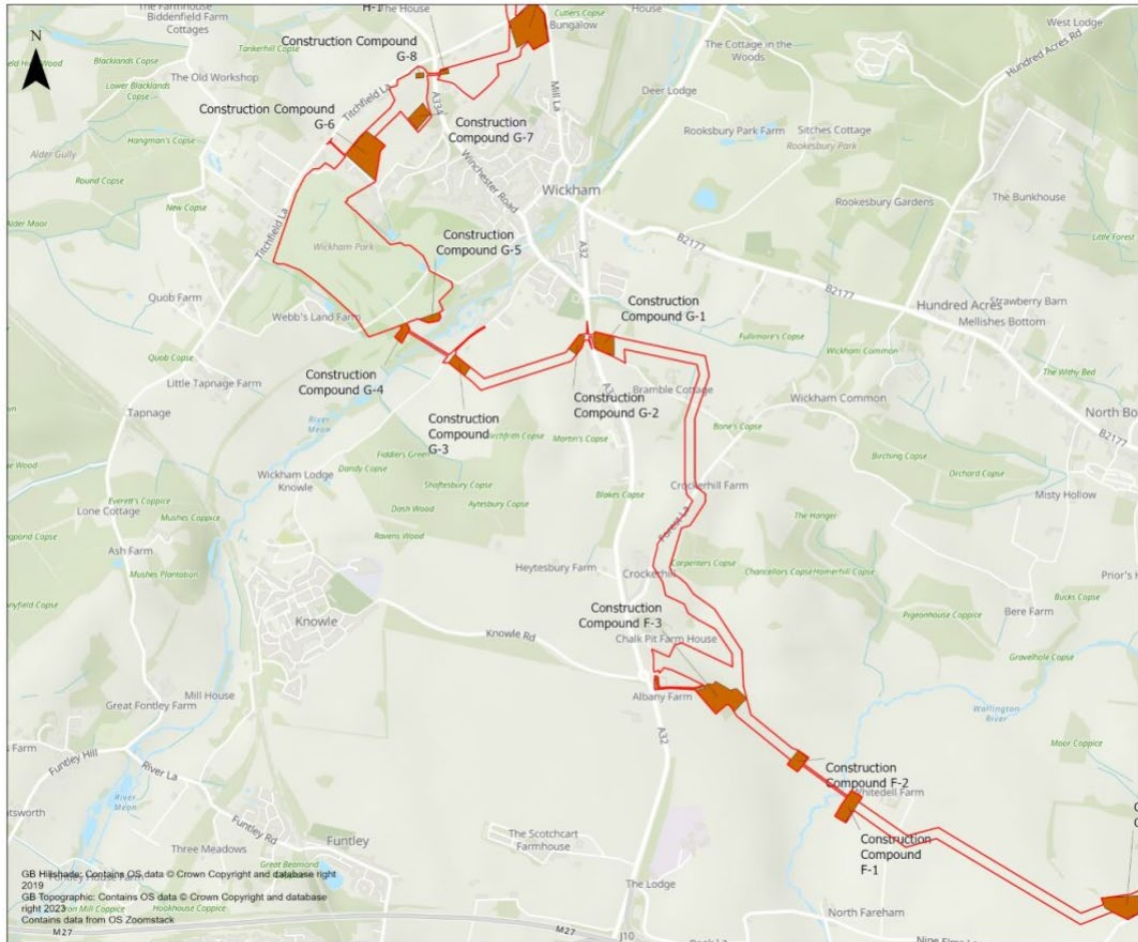 The Farmhouse
Biddenfield Farm
Cottages
H-1
The House
Cutlers Copse
Bungalow
House
West Lodge
N
Construction Compound
G-8
Tankerhill Copse
Blacklands Copse
Lower Blacklands
Copse
The Old Workshop
The Cottage in the
Woods
Hundred Acres Rd
Titchfield La
A334
Mill La
Deer Lodge
Construction Compound
G-6
Construction
Compound G-7
Hangman's Copse
Alder Gully
Round Copse
Rooksbury Park Farm
Sitches Cottage
Rookesbury Park
Winchester Road
Wickham
The Bunkhouse
New Copse
Alder Moor
Rookesbury Gardens
Little Forest
Titchfield La
Wickham Park
Construction
Compound G-5
A32
B2177
B2177
Quob Farm
Webb's Land Farm
Construction
Compound G-1
Hundred Acres
Strawberry Barn
Mellishes Bottom
Fullimore's Copse
Quob Copse
Little Tapnage Farm
Construction
Compound G-4
Wickham Common
The Withy Bed
Bramble Cottage
Construction
Compound G-2
Wickham Common
Tapnage
River
Meon
Construction
Compound
G-3
Martin's Copse
Bone's Copse
B2177
Fiddlers Green
Dandy Copse
Birching Copse
Orchard Copse
Wickham Lodge
Knowle
Shaftesbury Copse
Aytesbury Copse
Blakes Copse
Crockerhill Farm
Misty Hollow
Everett's Coppice
Lone Cottage
Mushes Coppice
Dash Wood
Ravens Wood
Forest La
The Hanger
Ash Farm
Mushes Plantation
Heytesbury Farm
Crockerhill
Carpenters Copse
Chancellors Copse
Homerhill Copse
Bucks Copse
Pigeonhouse Coppice
Bere Farm
Knowle
Knowle Rd
Construction
Compound F-3
Chalk Pit Farm House
Gravelhole Copse
Mill House
Great Fontley Farm
Albany Farm
Wallington
River
A32
Moor Coppice
Funtley Hill
River La
Construction
Compound F-2
Whitedell Farm
River
Meon
Funtley Rd
Three Meadows
Funtley
The Scotchcart
Farmhouse
Construction
Compound
F-1
Great Beamond
Coppice
Hookhouse Coppice
The Lodge
North Fareham
GB Hillshade: Contains OS data © Crown Copyright and database right
2019
GB Topographic: Contains OS data © Crown Copyright and database
right 2023
Contains data from OS Zoomstack
M27
M27
J10
Nine Elms La